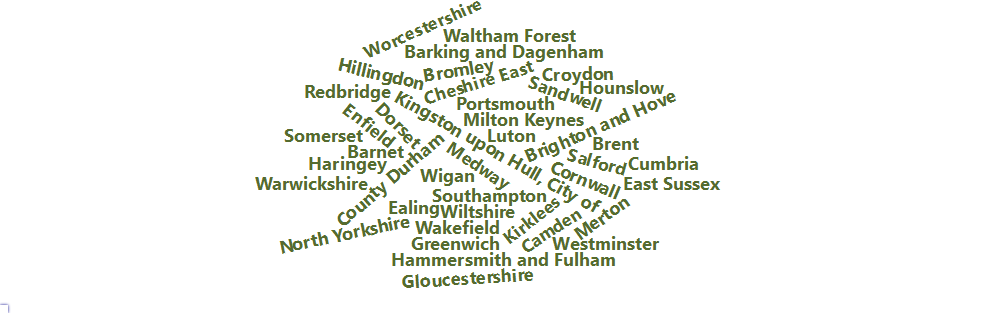 Worcestershire
Waltham Forest
Barking and Dagenham
Hillingdon
Bromley
Cheshire East
Croydon
Sandwell
Hounslow
Redbridge
Kingston upon Hull, City of
Portsmouth
Milton Keynes
Enfield
Dorset
Brighton and Hove
Somerset
Luton
Brent
Barnet
Medway
Salford
Cumbria
Haringey
County Durham
Wigan
Cornwall
Warwickshire
East Sussex
Southampton
Ealing
Wiltshire
Kirklees
Camden
Merton
North Yorkshire
Wakefield
Greenwich
Westminster
Hammersmith and Fulham
Gloucestershire